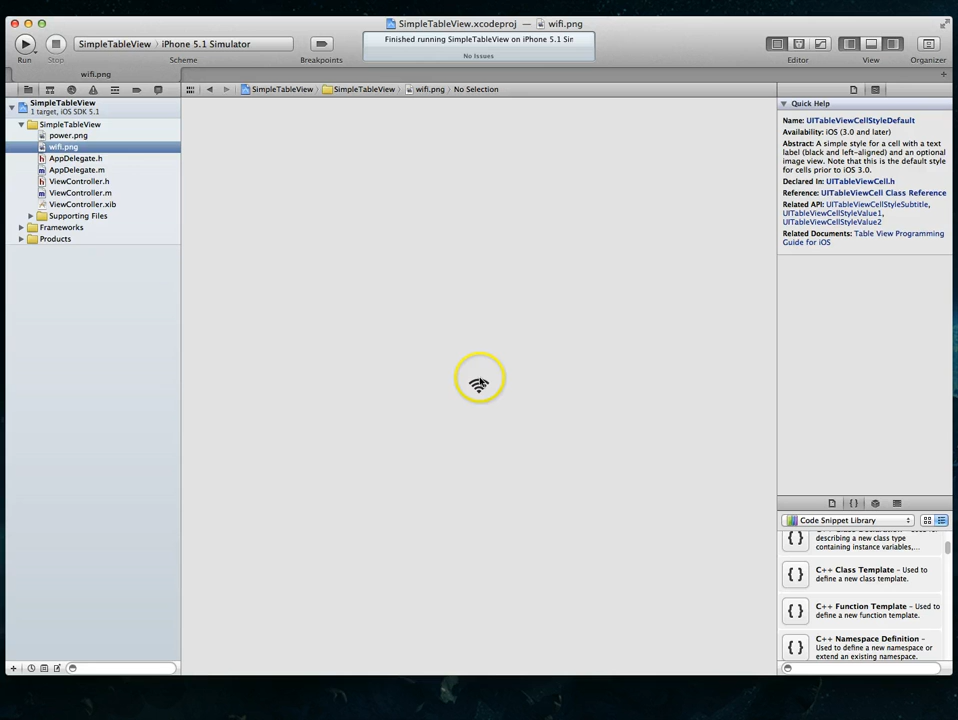 SimpleTableView.xcodeproj — wifi.png
SimpleTableView 〉 iPhone 5.1 Simulator
Finished running SimpleTableView on iPhone 5.1 Sir
No Issues
Run
Stop
Scheme
Breakpoints
Editor
View
Organizer
wifi.png
SimpleTableView
SimpleTableView
wifi.png
No Selection
SimpleTableView
1 target, iOS SDK 5.1
SimpleTableView
power.png
wifi.png
AppDelegate.h
AppDelegate.m
ViewController.h
ViewController.m
ViewController.xib
Supporting Files
Frameworks
Products
Quick Help
Name: UITableViewCellStyleDefault
Availability: iOS (3.0 and later)
Abstract: A simple style for a cell with a text
label (black and left-aligned) and an optional
image view. Note that this is the default style
for cells prior to iOS 3.0.
Declared In: UITableViewCell.h
Reference: UITableViewCell Class Reference
Related API: UITableViewCellStyleSubtitle,
UITableViewCellStyleValue1,
UITableViewCellStyleValue2
Related Documents: Table View Programming
Guide for iOS
Code Snippet Library
describing a new class type
containing instance variables,...
C++ Class Template – Used to
define a new class template.
C++ Function Template – Used to
define a new function template.
C++ Namespace Definition –
Used to define a new namespace or
extend an existing namespace.